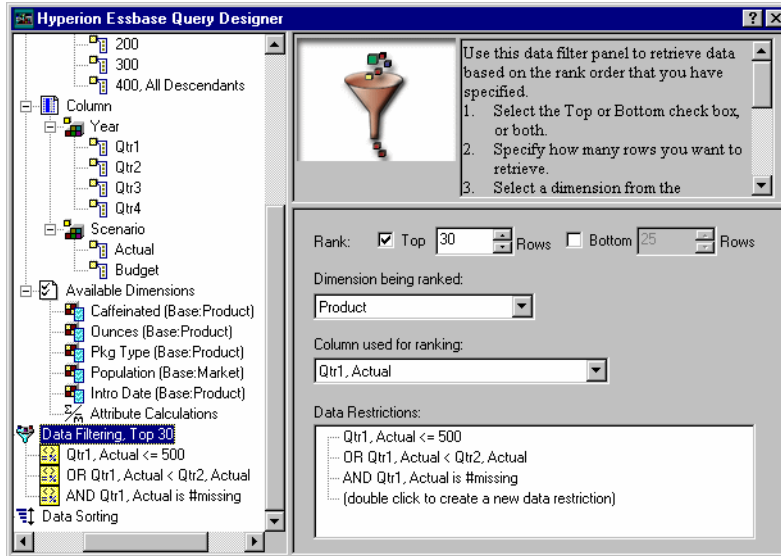 Hyperion Essbase Query Designer
200
300
400, All Descendants
Column
Year
Qtr1
Qtr2
Qtr3
Qtr4
Scenario
Actual
Budget
Available Dimensions
Caffeinated (Base:Product)
Ounces (Base:Product)
Pkg Type (Base:Product)
Population (Base:Market)
Intro Date (Base:Product)
Attribute Calculations
Data Filtering, Top 30
Qtr1, Actual <= 500
OR Qtr1, Actual < Qtr2, Actual
AND Qtr1, Actual is #missing
Data Sorting
Use this data filter panel to retrieve data
based on the rank order that you have
specified.
1. Select the Top or Bottom check box,
or both.
2. Specify how many rows you want to
retrieve.
3. Select a dimension from the
Rank: Top 30 Rows Bottom 25 Rows
Dimension being ranked:
Product
Column used for ranking:
Qtr1, Actual
Data Restrictions:
Qtr1, Actual <= 500
OR Qtr1, Actual < Qtr2, Actual
AND Qtr1, Actual is #missing
(double click to create a new data restriction)